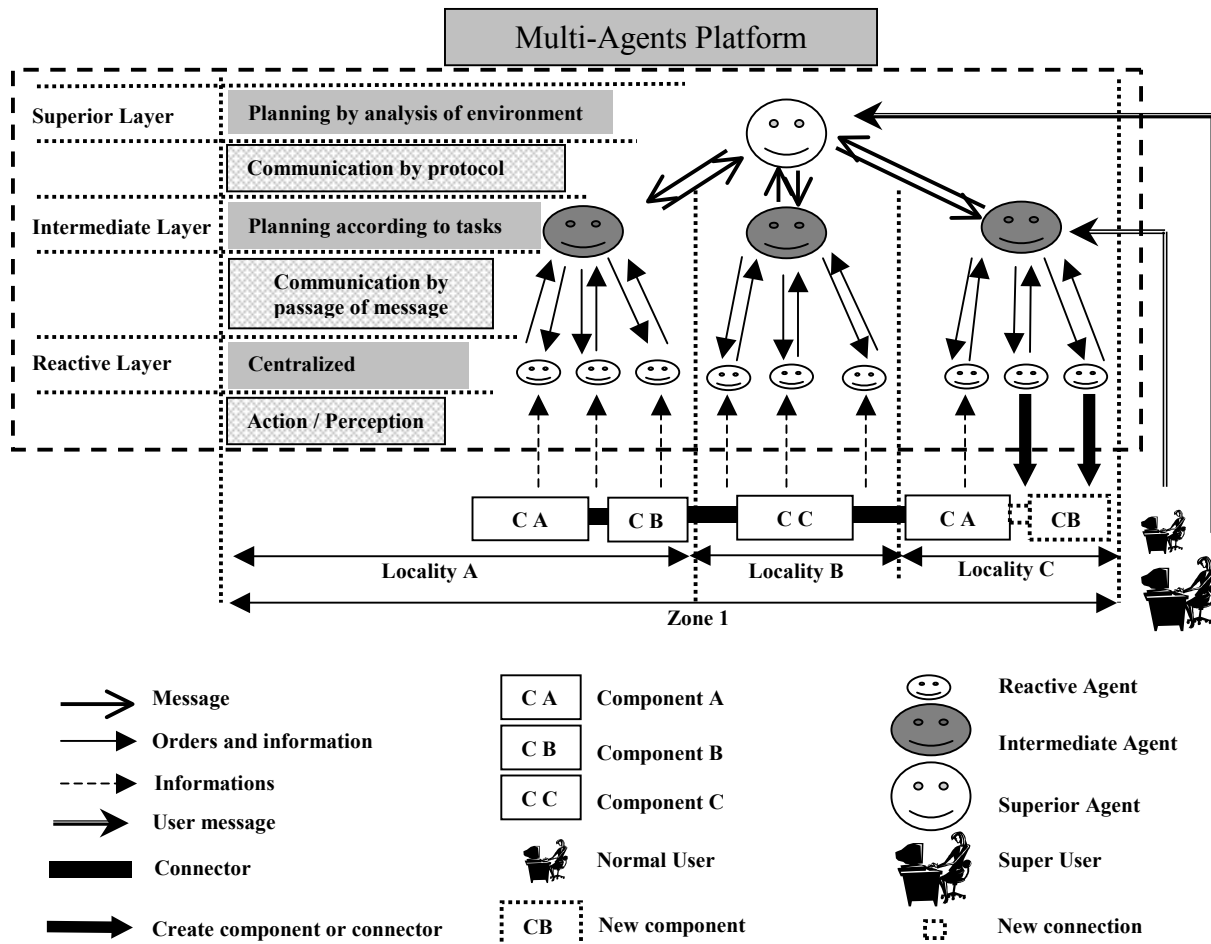 Multi-Agents Platform
Superior Layer
Planning by analysis of environment
Communication by protocol
Intermediate Layer
Planning according to tasks
Communication by
passage of message
Reactive Layer
Centralized
Action / Perception
C A
C B
C C
C A
CB
Locality A
Locality B
Locality C
Zone 1
Message
Orders and information
Informations
User message
Connector
Create component or connector
C A
Component A
C B
Component B
C C
Component C
Normal User
CB
New component
Reactive Agent
Intermediate Agent
Superior Agent
Super User
New connection